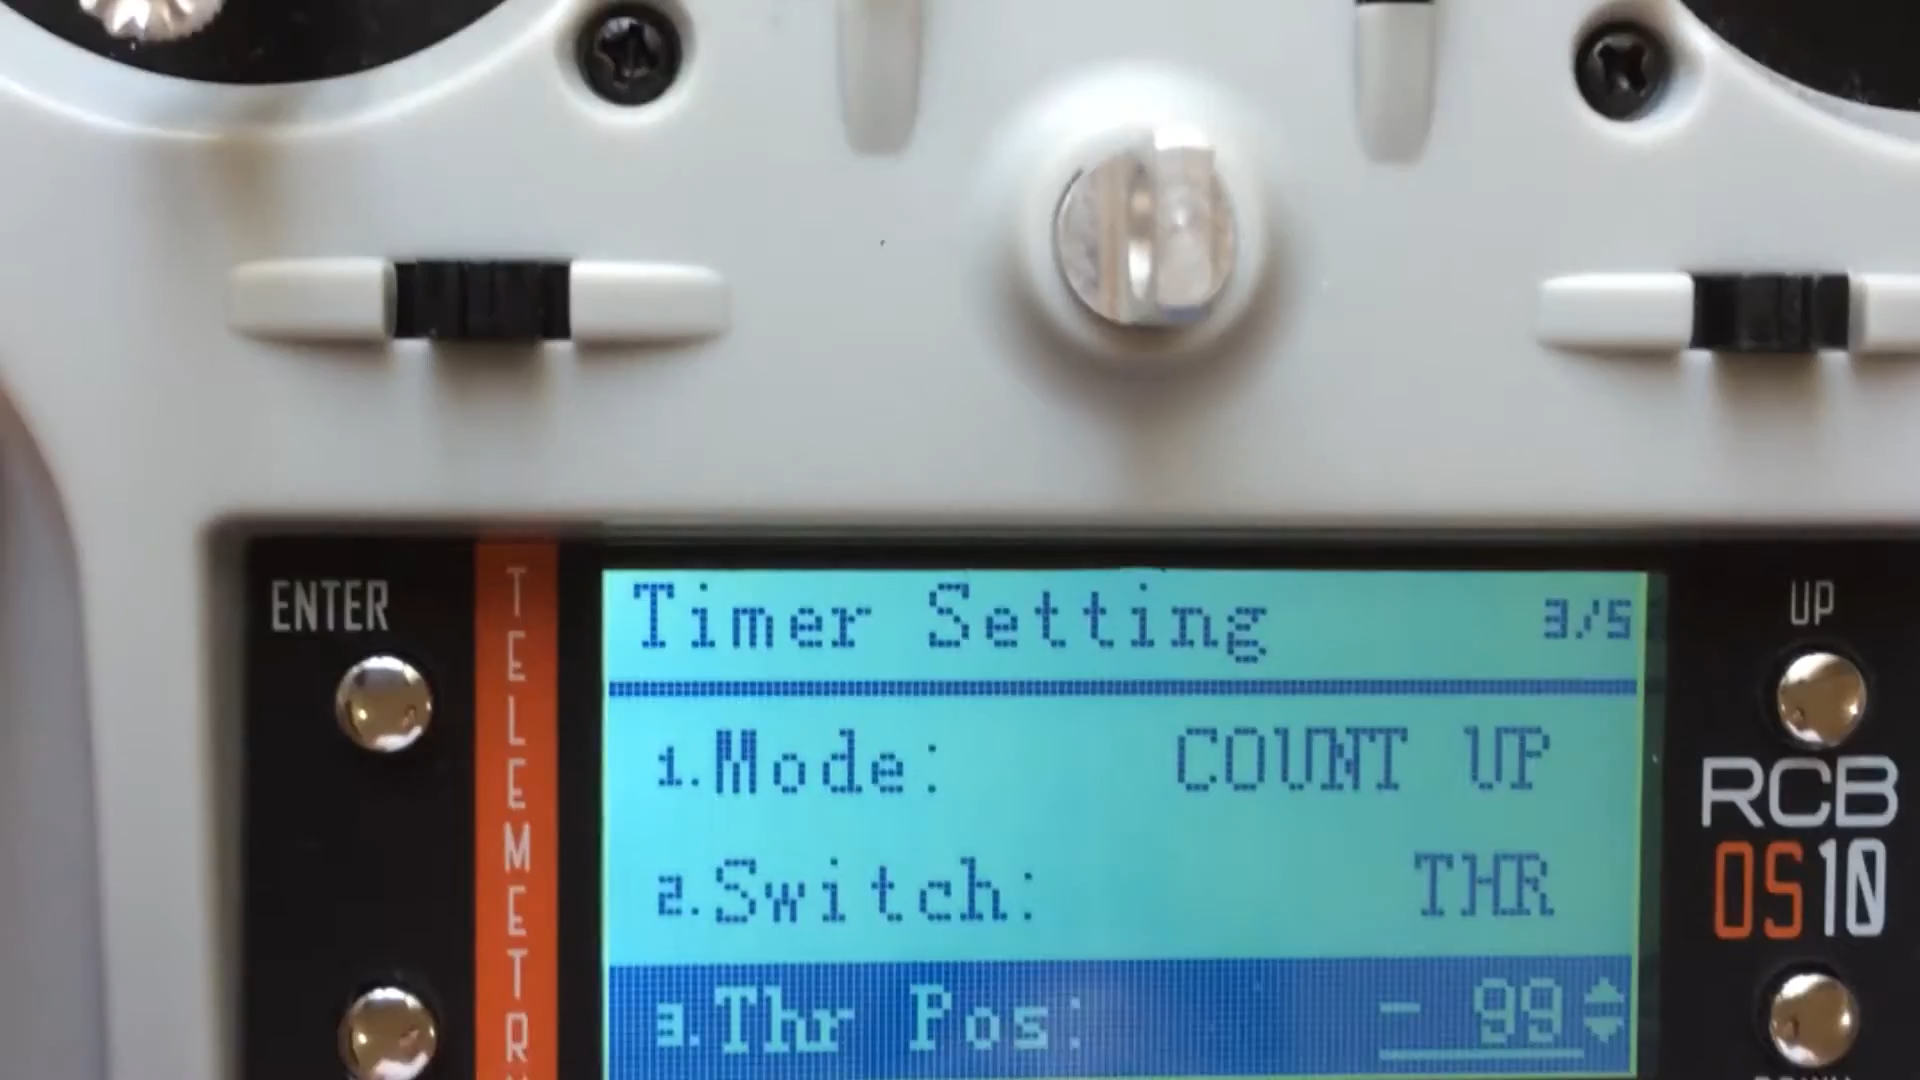 ENTER
TELEMETR
Timer Setting 3/5
1.Mode: COUNT UP
2.Switch: THR
3.Thr Pos: - 99
UP
RCB
OS10